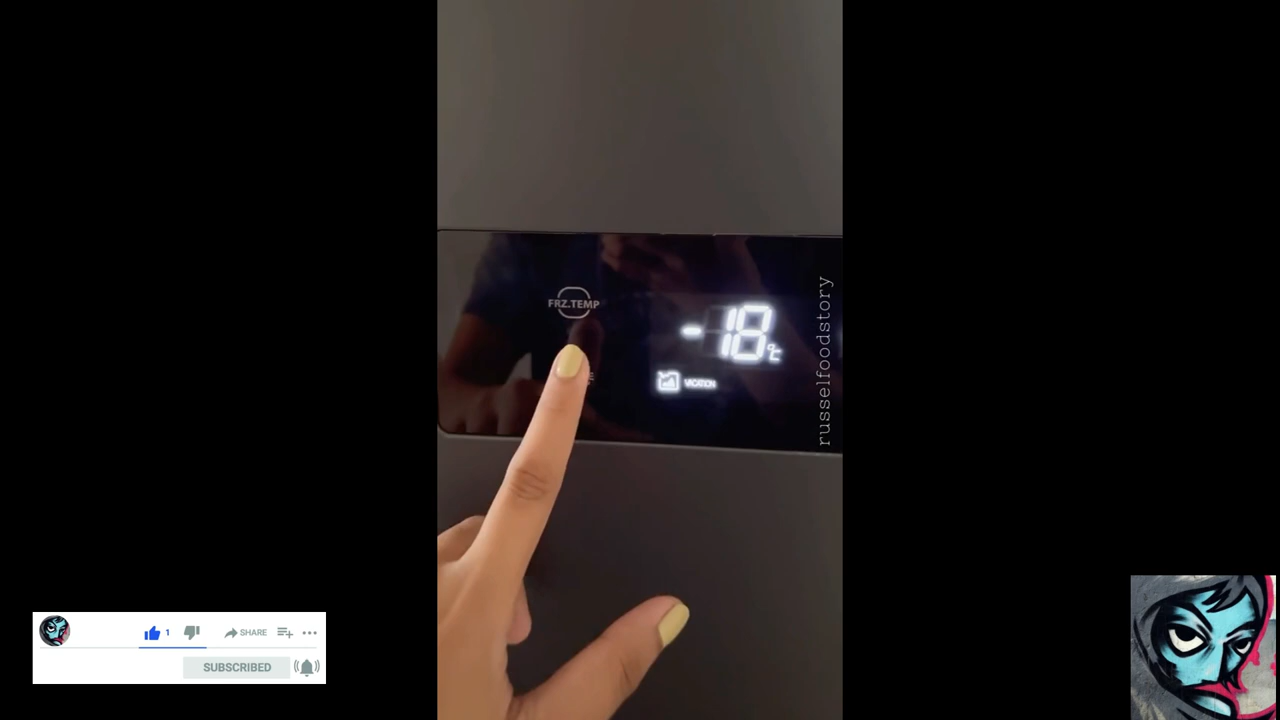 FRZ.TEMP
-18°C
VACATION
russelfoodstory
1
SHARE
SUBSCRIBED